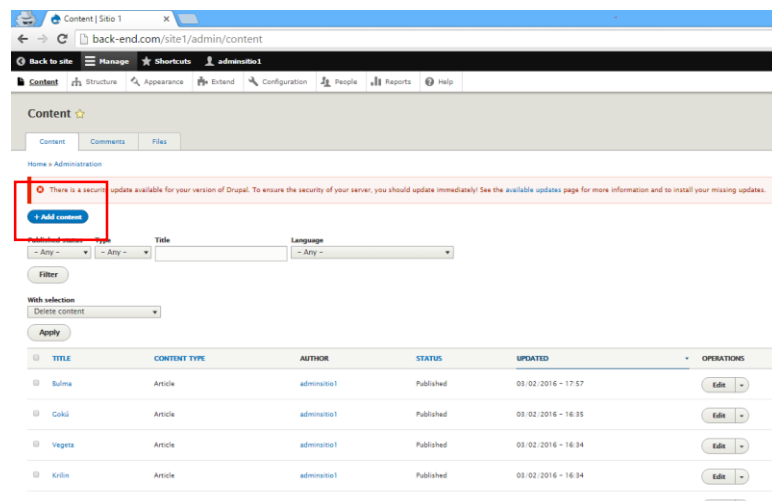 Content | Sitio 1
back-end.com/site1/admin/content
Back to site Manage Shortcuts adminsitio1
Content Structure Appearance Extend Configuration People Reports Help
Content
Content Comments Files
Home » Administration
There is a security update available for your version of Drupal. To ensure the security of your server, you should update immediately! See the available updates page for more information and to install your missing updates.
+ Add content
Published status Type Title Language
- Any - - Any - - Any -
Filter
With selection
Delete content
Apply
TITLE CONTENT TYPE AUTHOR STATUS UPDATED OPERATIONS
Bulma Article adminsitio1 Published 03/02/2016 - 17:57 Edit
Gokú Article adminsitio1 Published 03/02/2016 - 16:35 Edit
Vegeta Article adminsitio1 Published 03/02/2016 - 16:34 Edit
Krilin Article adminsitio1 Published 03/02/2016 - 16:34 Edit